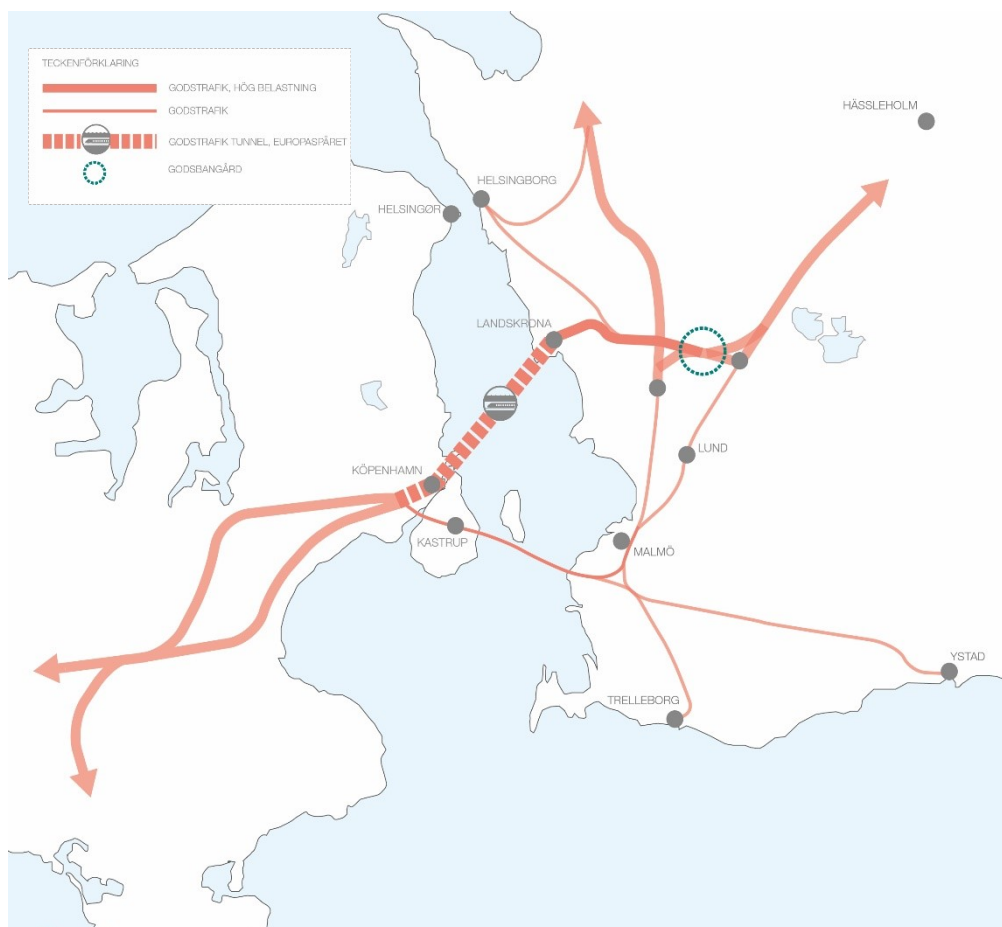 TECKENFÖRKLARING
GODSTRAFIK, HÖG BELASTNING
GODSTRAFIK
GODSTRAFIK TUNNEL, EUROPASPÅRET
GODSBANGÅRD
HÄSSLEHOLM
HELSINGBORG
HELSINGØR
LANDSKRONA
LUND
KÖPENHAMN
KASTRUP
MALMÖ
YSTAD
TRELLEBORG